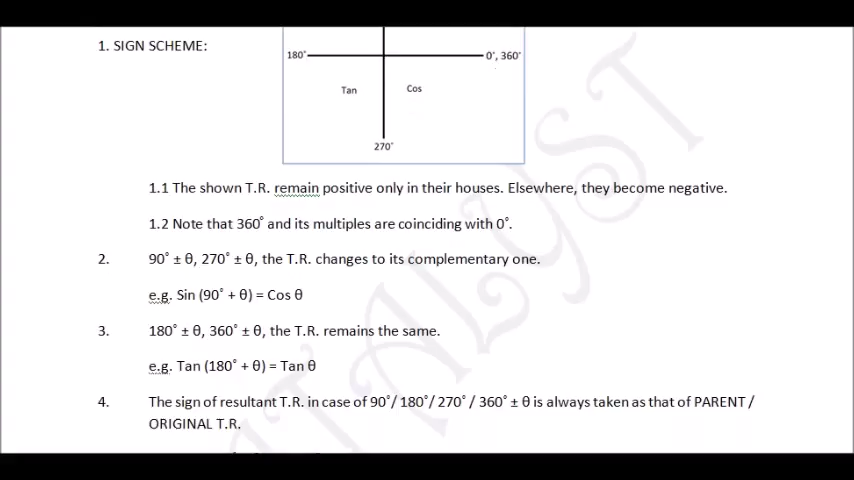 1. SIGN SCHEME:
180° 0°, 360°
Tan Cos
270°
1.1 The shown T.R. remain positive only in their houses. Elsewhere, they become negative.
1.2 Note that 360° and its multiples are coinciding with 0°.
2. 90° ± θ, 270° ± θ, the T.R. changes to its complementary one.
e.g. Sin (90° + θ) = Cos θ
3. 180° ± θ, 360° ± θ, the T.R. remains the same.
e.g. Tan (180° + θ) = Tan θ
4. The sign of resultant T.R. in case of 90°/ 180°/ 270°/ 360° ± θ is always taken as that of PARENT /
ORIGINAL T.R.